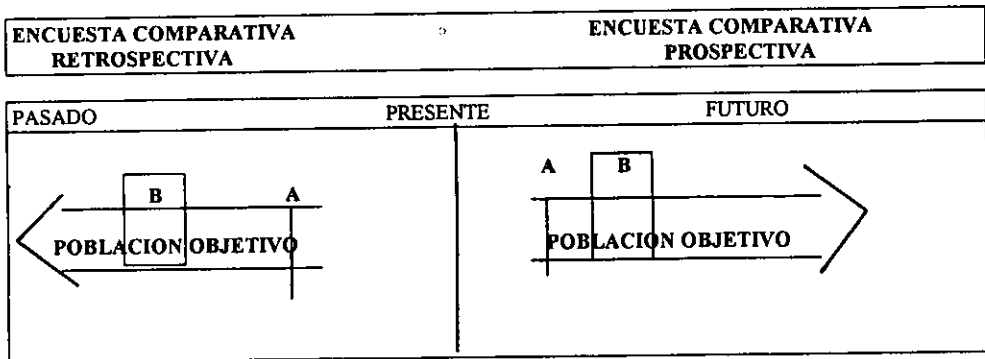 ENCUESTA COMPARATIVA RETROSPECTIVA
ENCUESTA COMPARATIVA PROSPECTIVA
PASADO PRESENTE FUTURO
B A
POBLACION OBJETIVO
A B
POBLACION OBJETIVO